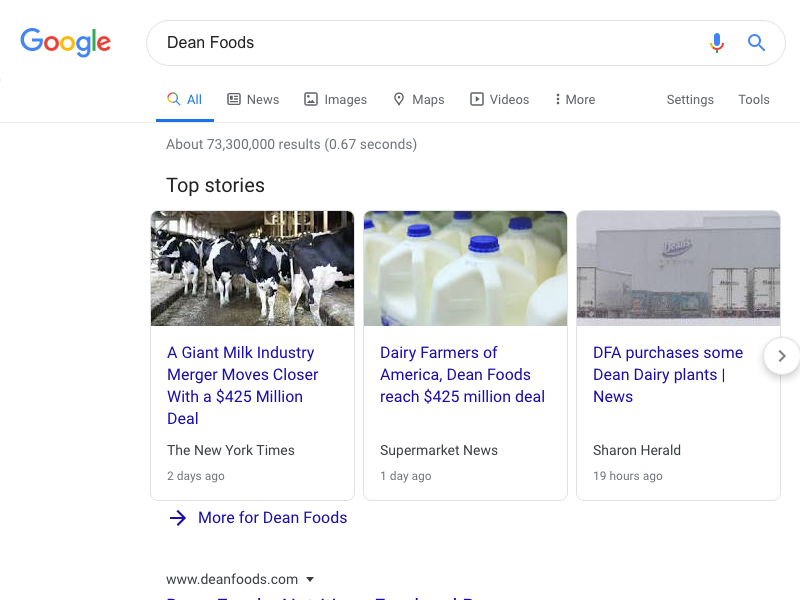 Google
Dean Foods
All
News
Images
Maps
Videos
More
Settings
Tools
About 73,300,000 results (0.67 seconds)
Top stories
Dean's
A Giant Milk Industry
Merger Moves Closer
With a $425 Million
Deal
The New York Times
2 days ago
Dairy Farmers of
America, Dean Foods
reach $425 million deal
Supermarket News
1 day ago
DFA purchases some
Dean Dairy plants |
News
Sharon Herald
19 hours ago
More for Dean Foods
www.deanfoods.com